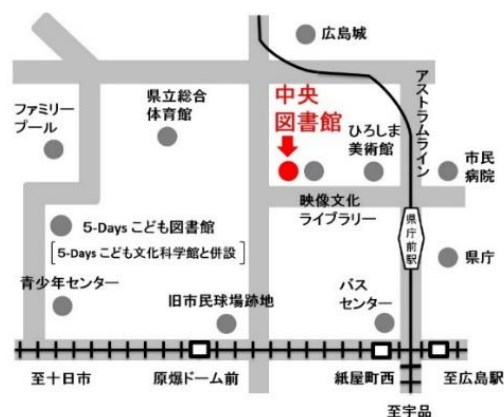 広島城
中央
図書館
県立総合
体育館
ファミリー
プール
ひろしま
美術館
アストラムライン
市民
病院
映像文化
ライブラリー
5-Days こども図書館
[5-Days こども文化科学館と併設]
県庁前駅
県庁
青少年センター
旧市民球場跡地
バス
センター
至十日市
原爆ドーム前
紙屋町西
至広島駅
至宇品